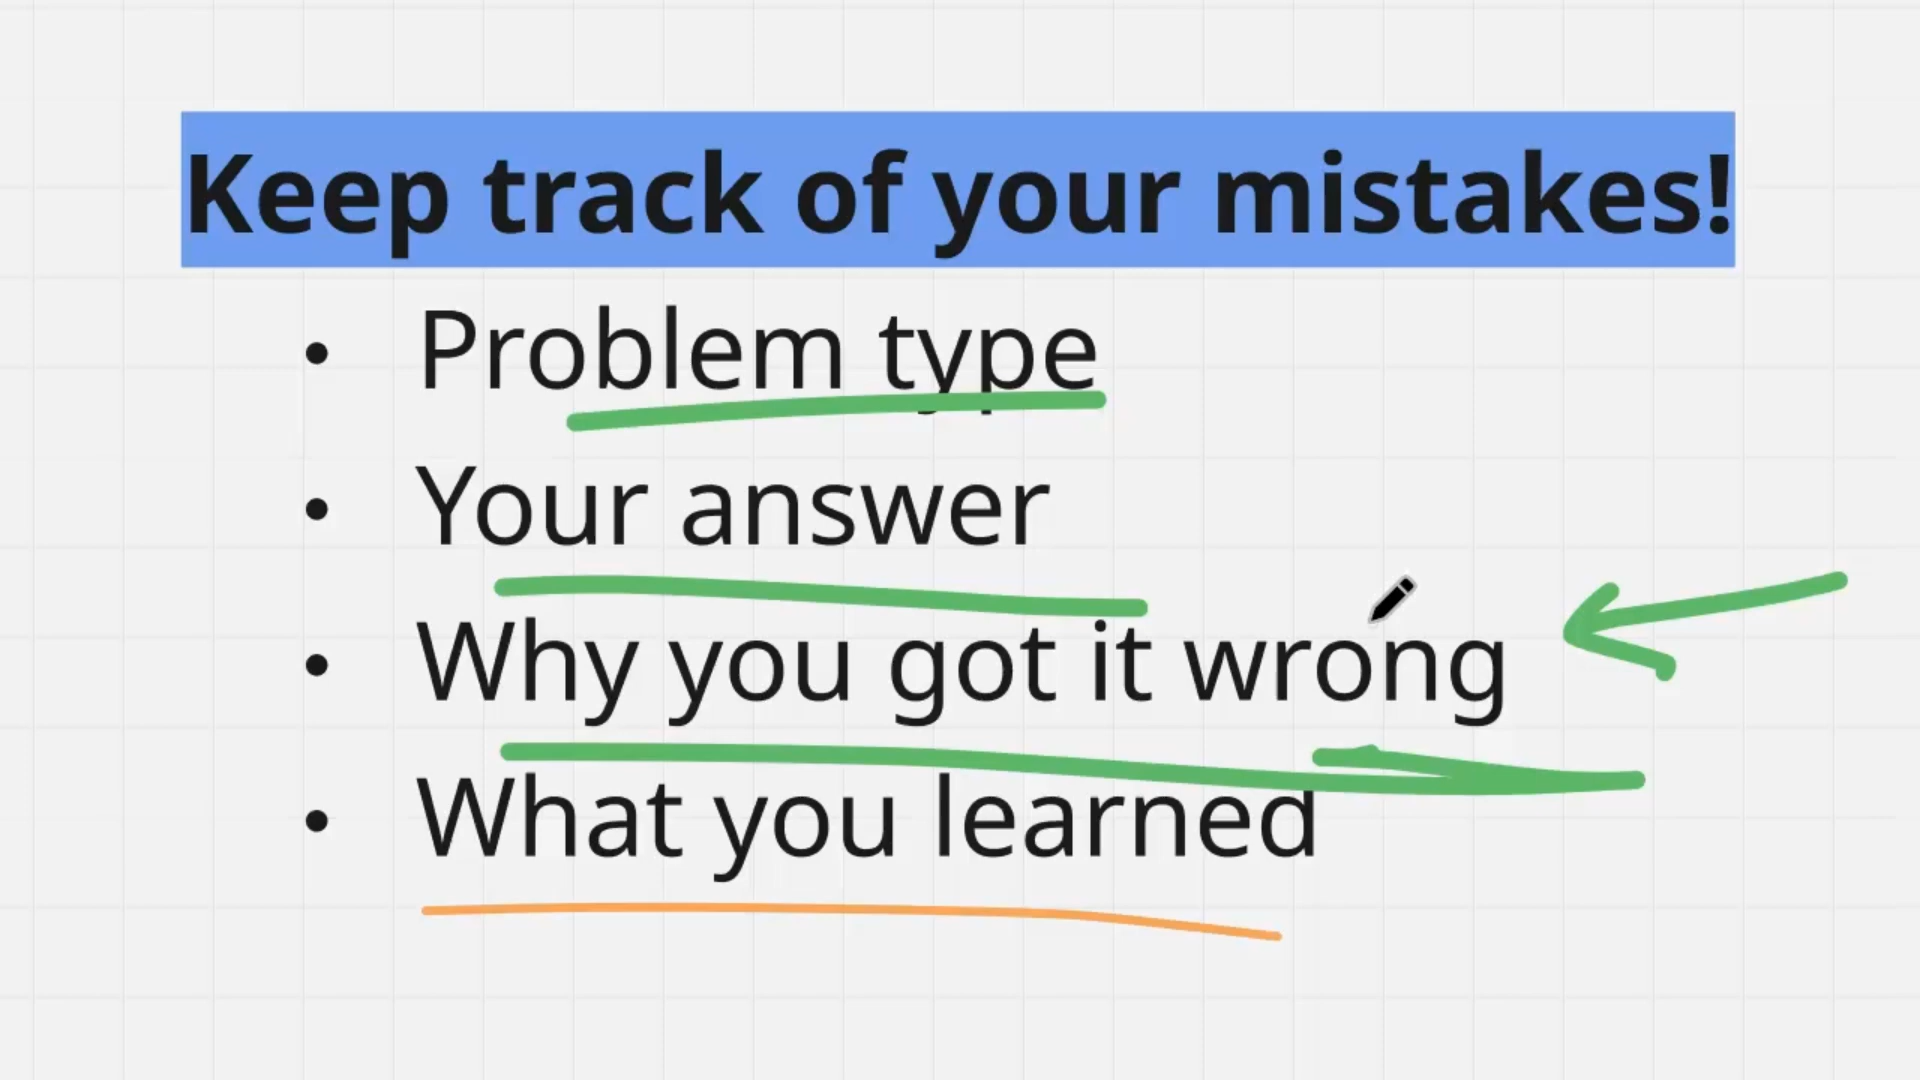 Keep track of your mistakes!
• Problem type
• Your answer
• Why you got it wrong
• What you learned